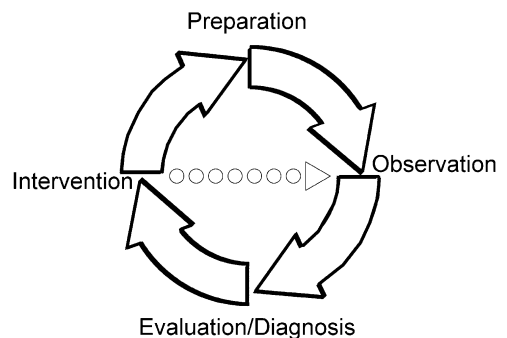 Preparation
Observation
Intervention
Evaluation/Diagnosis